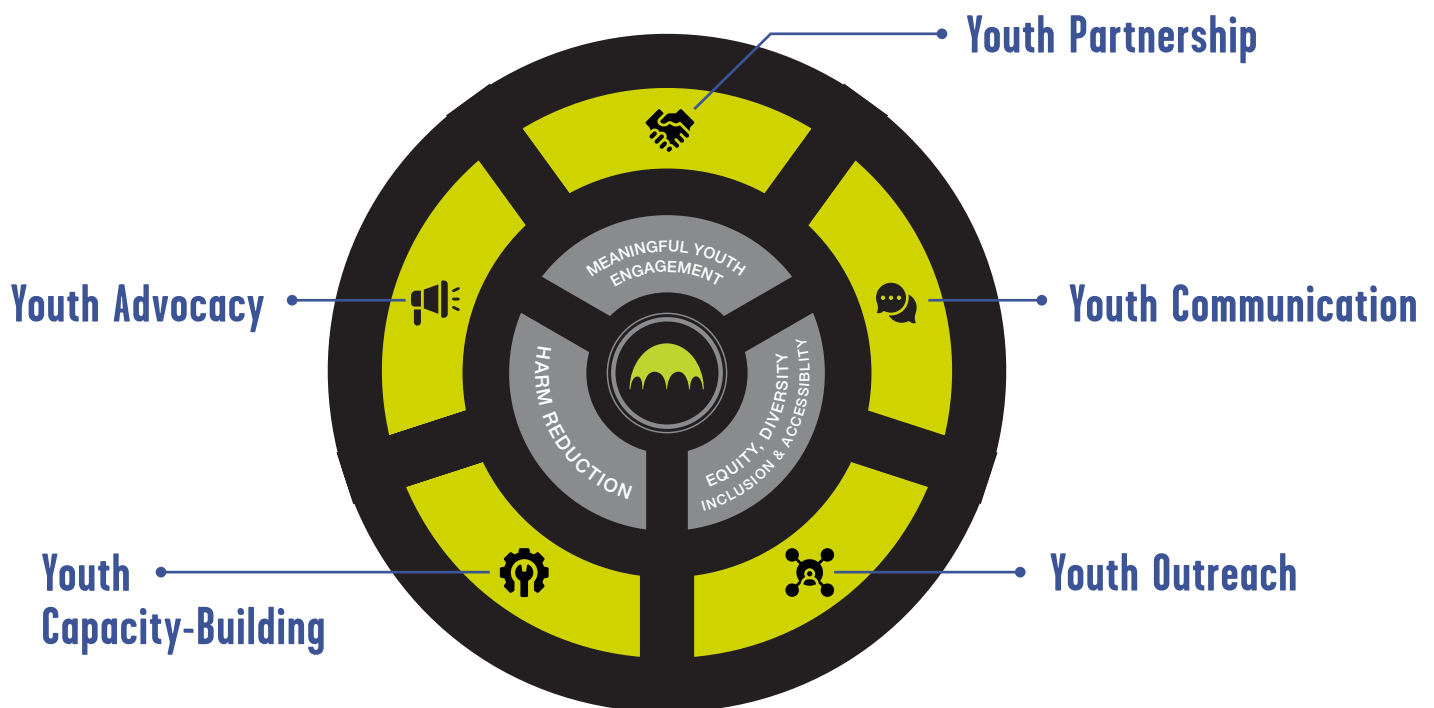 Youth Partnership
MEANINGFUL YOUTH
ENGAGEMENT
Youth Advocacy
Youth Communication
HARM REDUCTION
EQUITY, DIVERSITY
INCLUSION & ACCESSIBLITY
Youth
Capacity-Building
Youth Outreach